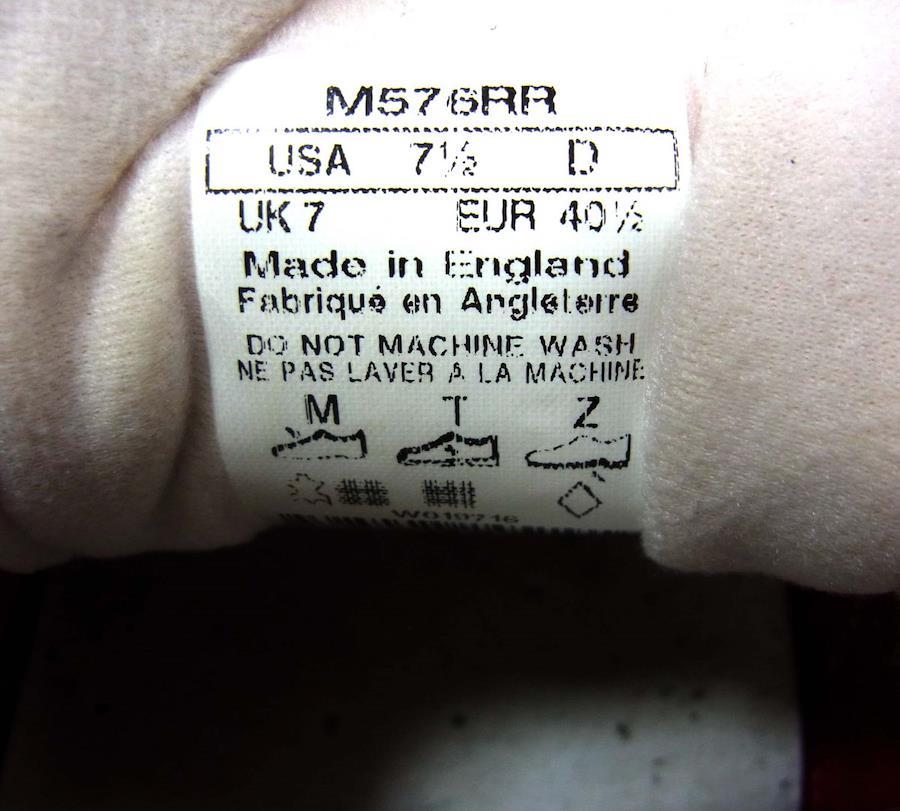 M576RR
USA 7½ D
UK 7 EUR 40½
Made in England
Fabriqué en Angleterre
DO NOT MACHINE WASH
NE PAS LAVER A LA MACHINE
M T Z
W010716